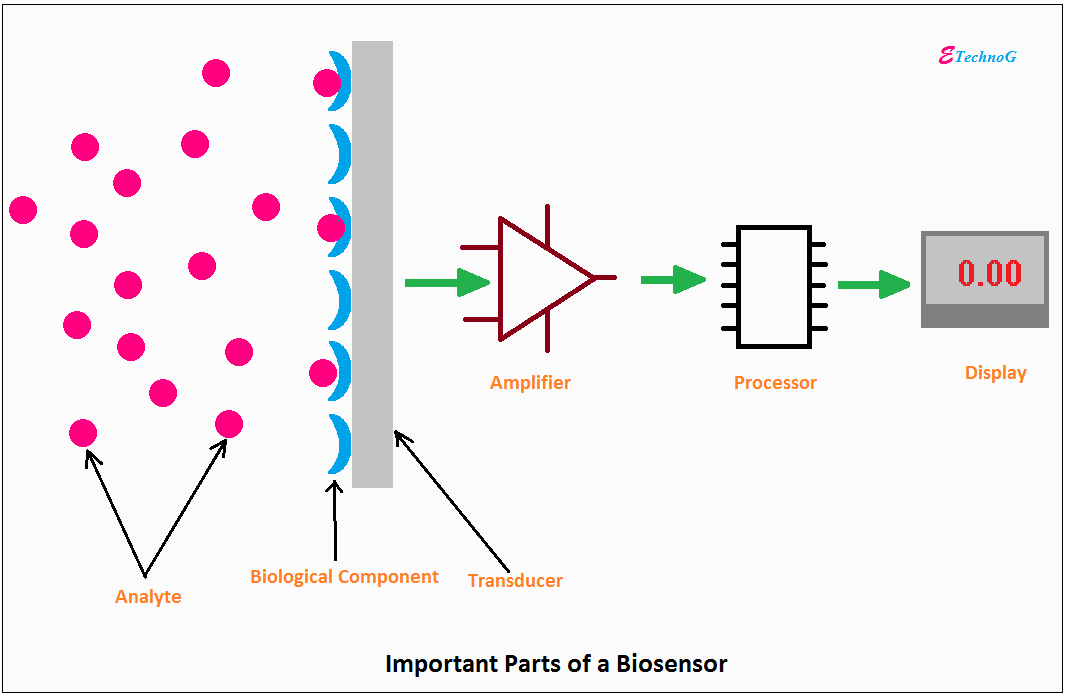 ETechnoG
0.00
Amplifier
Processor
Display
Analyte
Biological Component
Transducer
Important Parts of a Biosensor